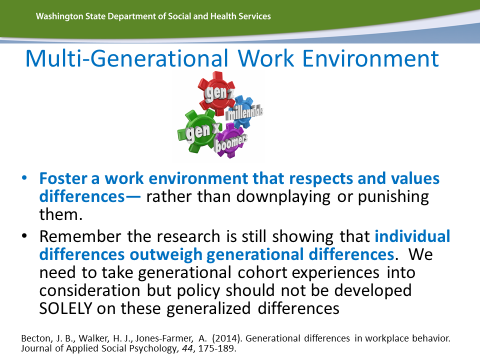 Washington State Department of Social and Health Services
Multi-Generational Work Environment
gen
millennials
gen x
boomers
• Foster a work environment that respects and values
differences— rather than downplaying or punishing
them.
• Remember the research is still showing that individual
differences outweigh generational differences. We
need to take generational cohort experiences into
consideration but policy should not be developed
SOLELY on these generalized differences
Becton, J. B., Walker, H. J., Jones-Farmer, A. (2014). Generational differences in workplace behavior.
Journal of Applied Social Psychology, 44, 175-189.